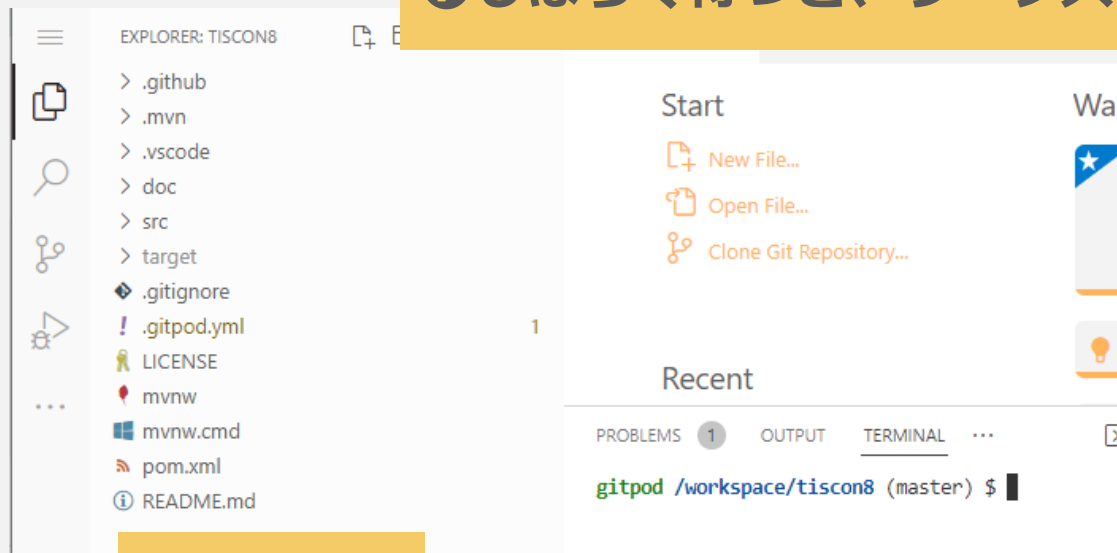 EXPLORER: TISCON8
.github
.mvn
.vscode
doc
src
target
.gitignore
.gitpod.yml 1
LICENSE
mvnw
mvnw.cmd
pom.xml
README.md
Start
New File...
Open File...
Clone Git Repository...
Recent
PROBLEMS 1 OUTPUT TERMINAL ...
gitpod /workspace/tiscon8 (master) $